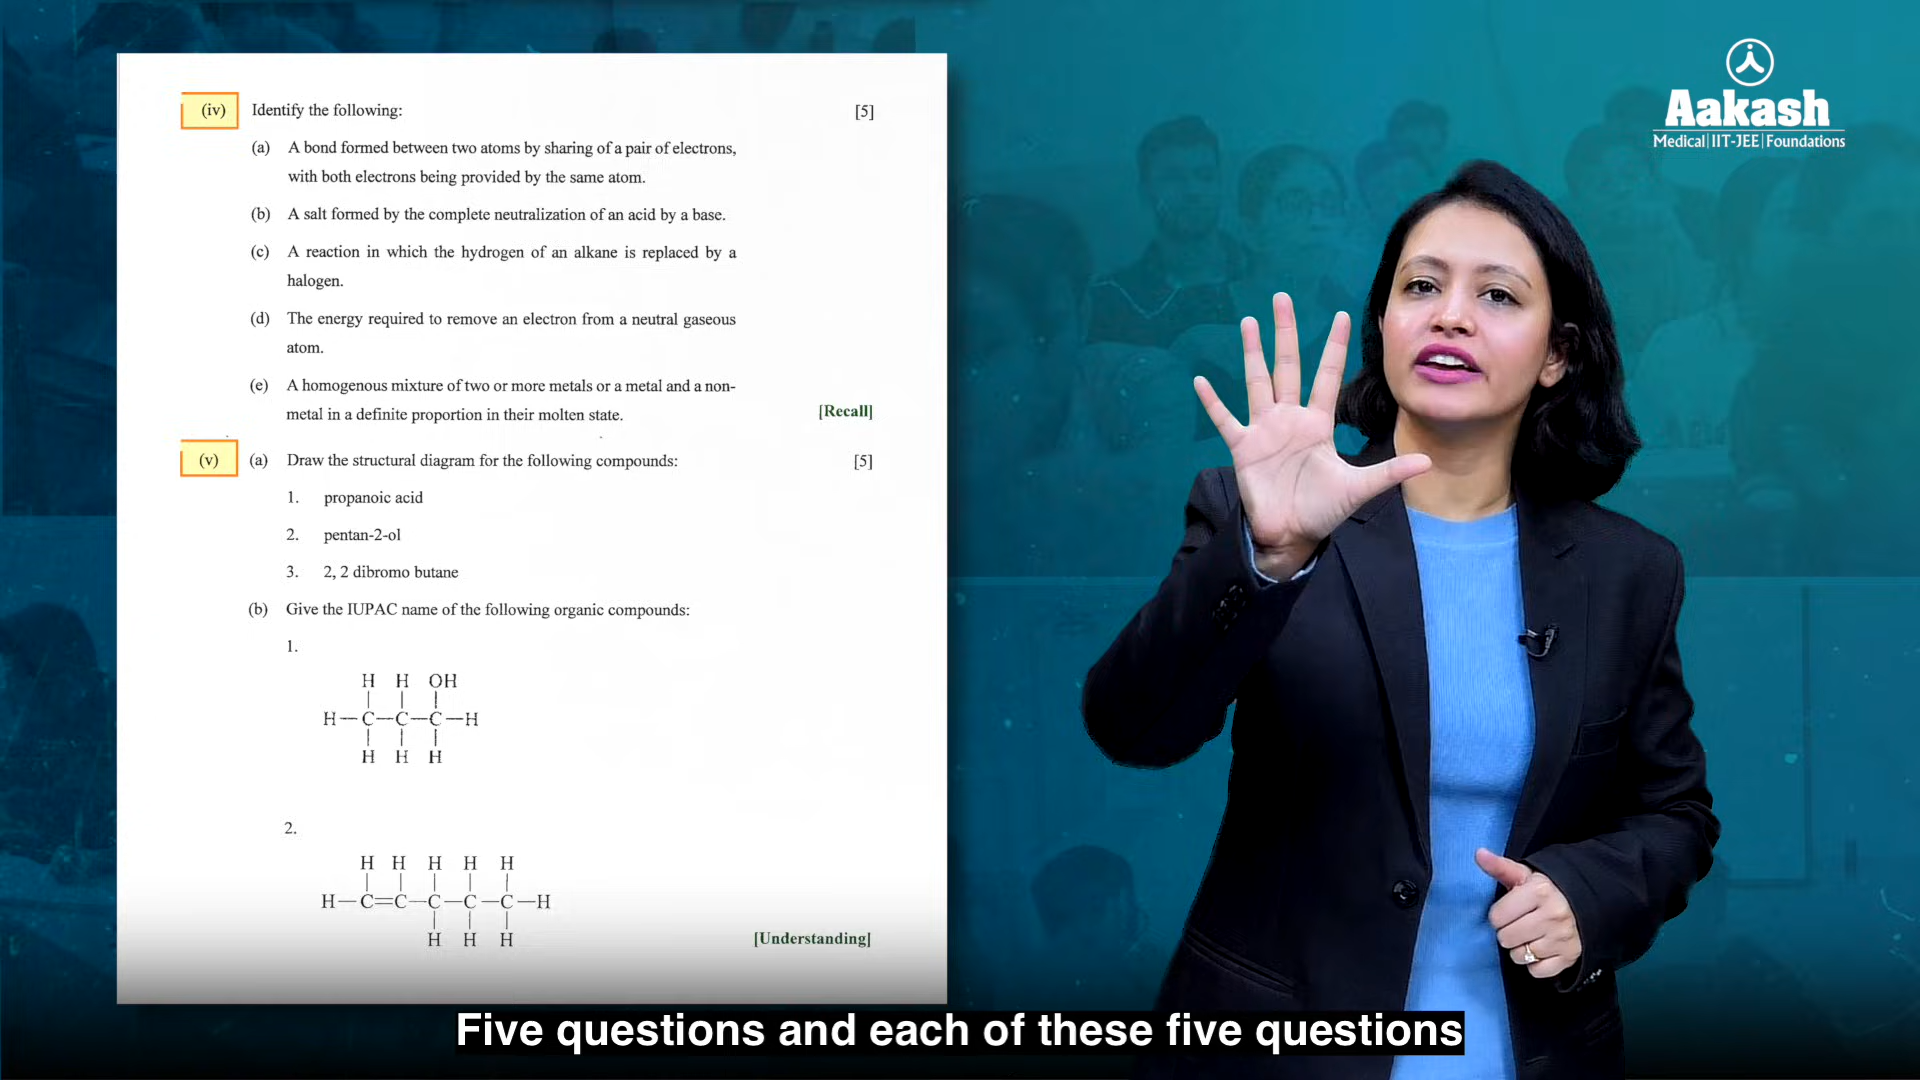 (iv) Identify the following: [5]
(a) A bond formed between two atoms by sharing of a pair of electrons,
with both electrons being provided by the same atom.
(b) A salt formed by the complete neutralization of an acid by a base.
(c) A reaction in which the hydrogen of an alkane is replaced by a
halogen.
(d) The energy required to remove an electron from a neutral gaseous
atom.
(e) A homogenous mixture of two or more metals or a metal and a non-
metal in a definite proportion in their molten state. [Recall]
(v) (a) Draw the structural diagram for the following compounds: [5]
1. propanoic acid
2. pentan-2-ol
3. 2, 2 dibromo butane
(b) Give the IUPAC name of the following organic compounds:
1.
H H OH
H—C—C—C—H
H H H
2.
H H H H H
H—C=C—C—C—C—H
H H H
[Understanding]
Aakash
Medical|IIT-JEE|Foundations
Five questions and each of these five questions